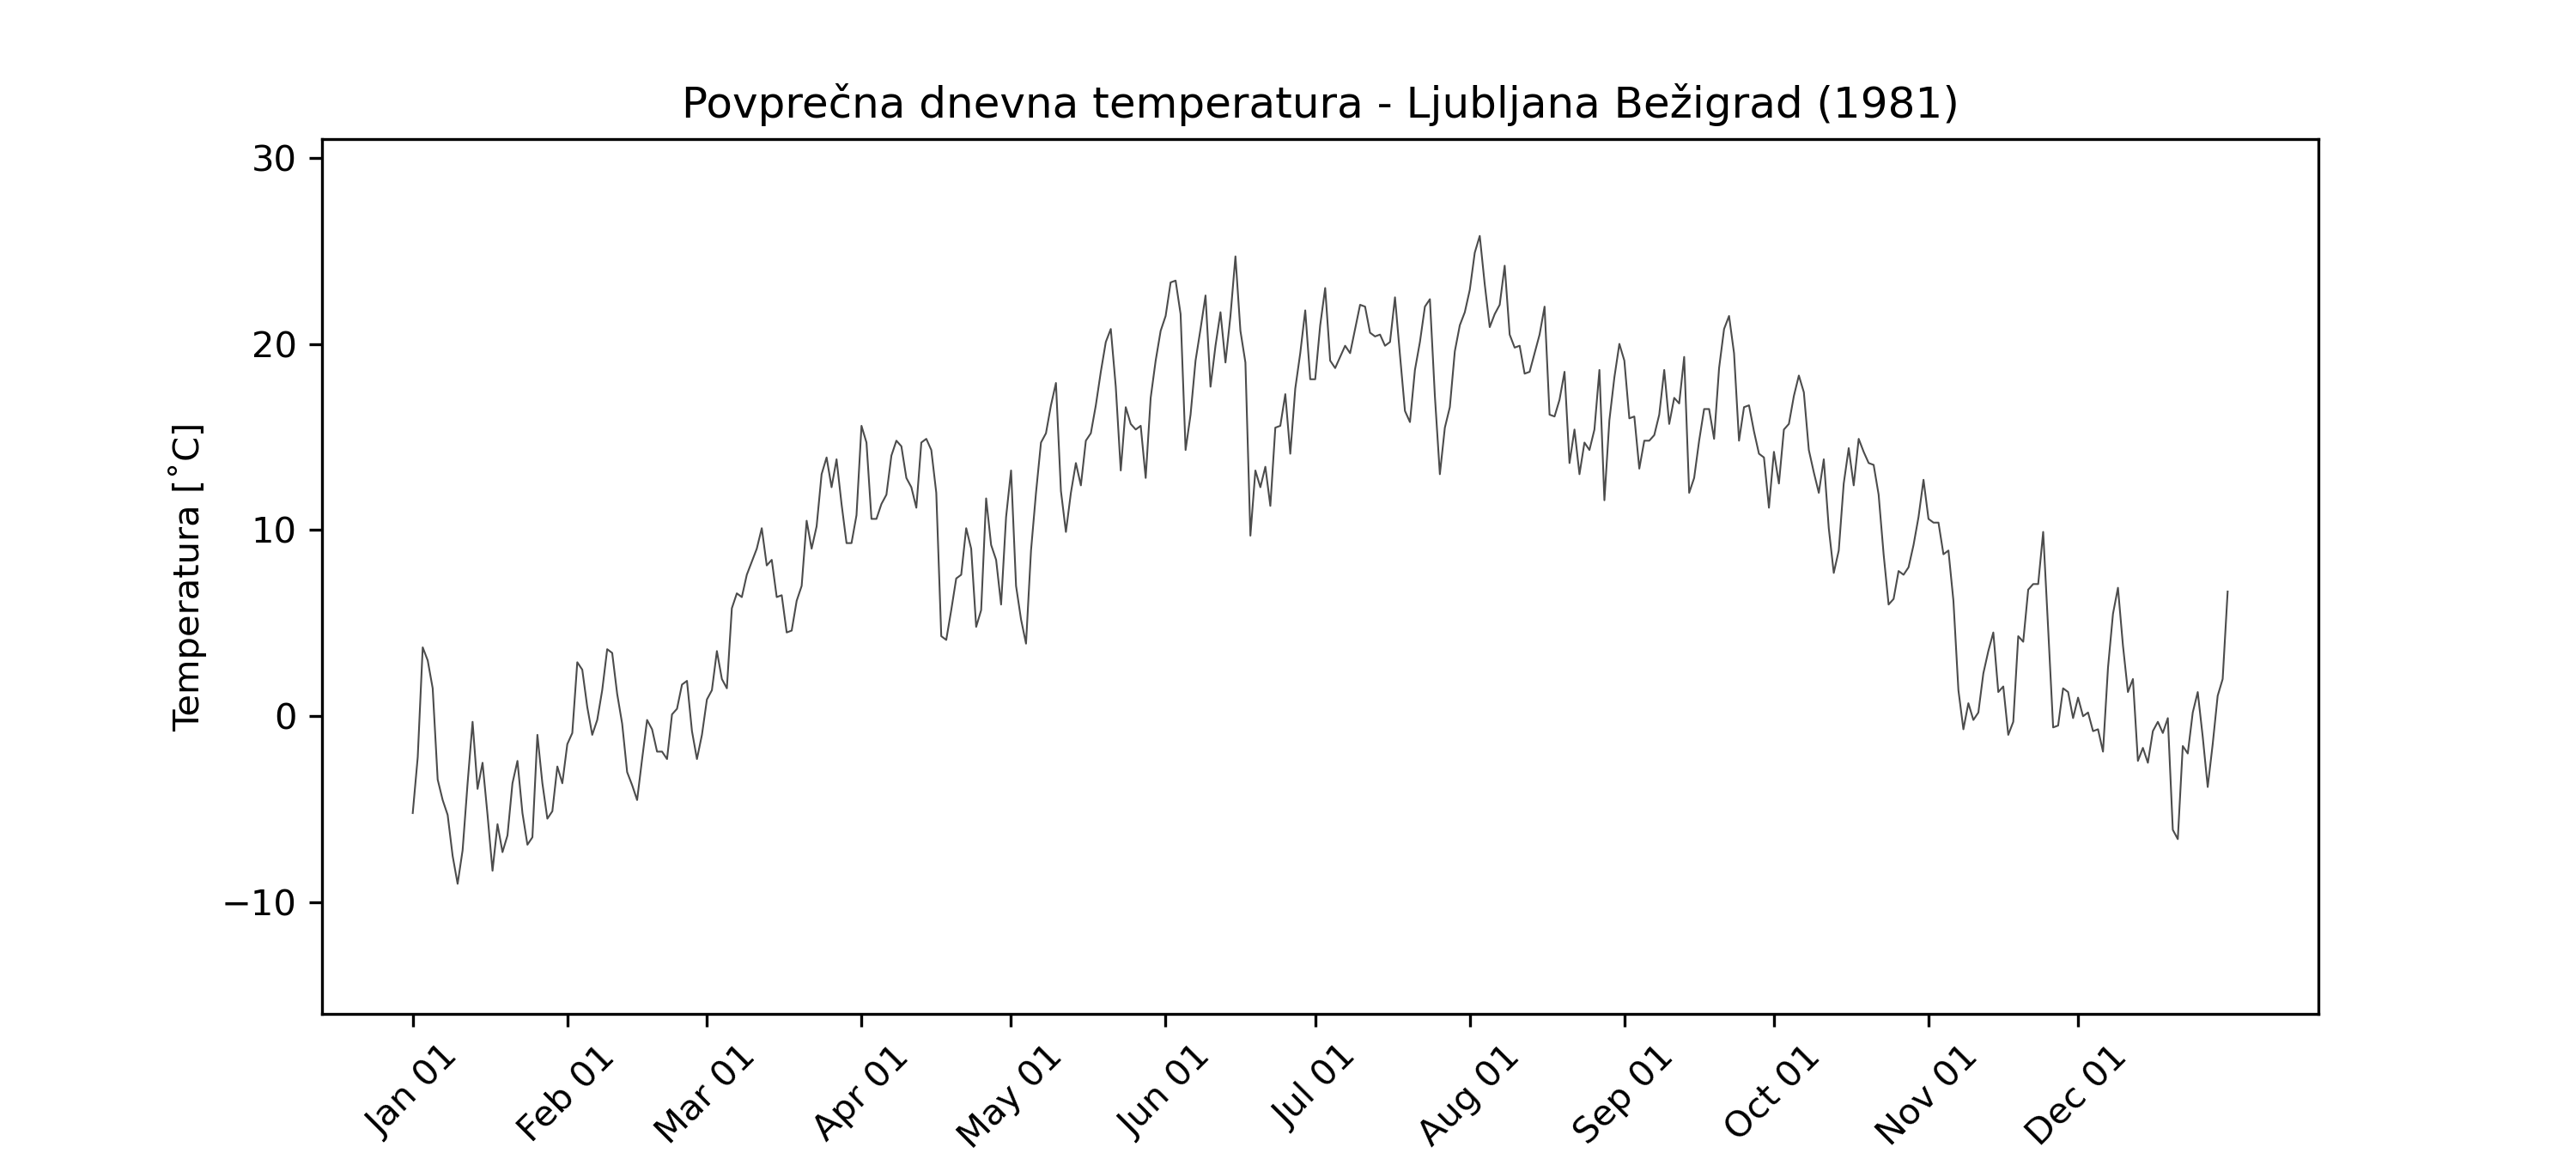 Povprečna dnevna temperatura - Ljubljana Bežigrad (1981)
Temperatura [°C]
30
20
10
0
−10
Jan 01
Feb 01
Mar 01
Apr 01
May 01
Jun 01
Jul 01
Aug 01
Sep 01
Oct 01
Nov 01
Dec 01